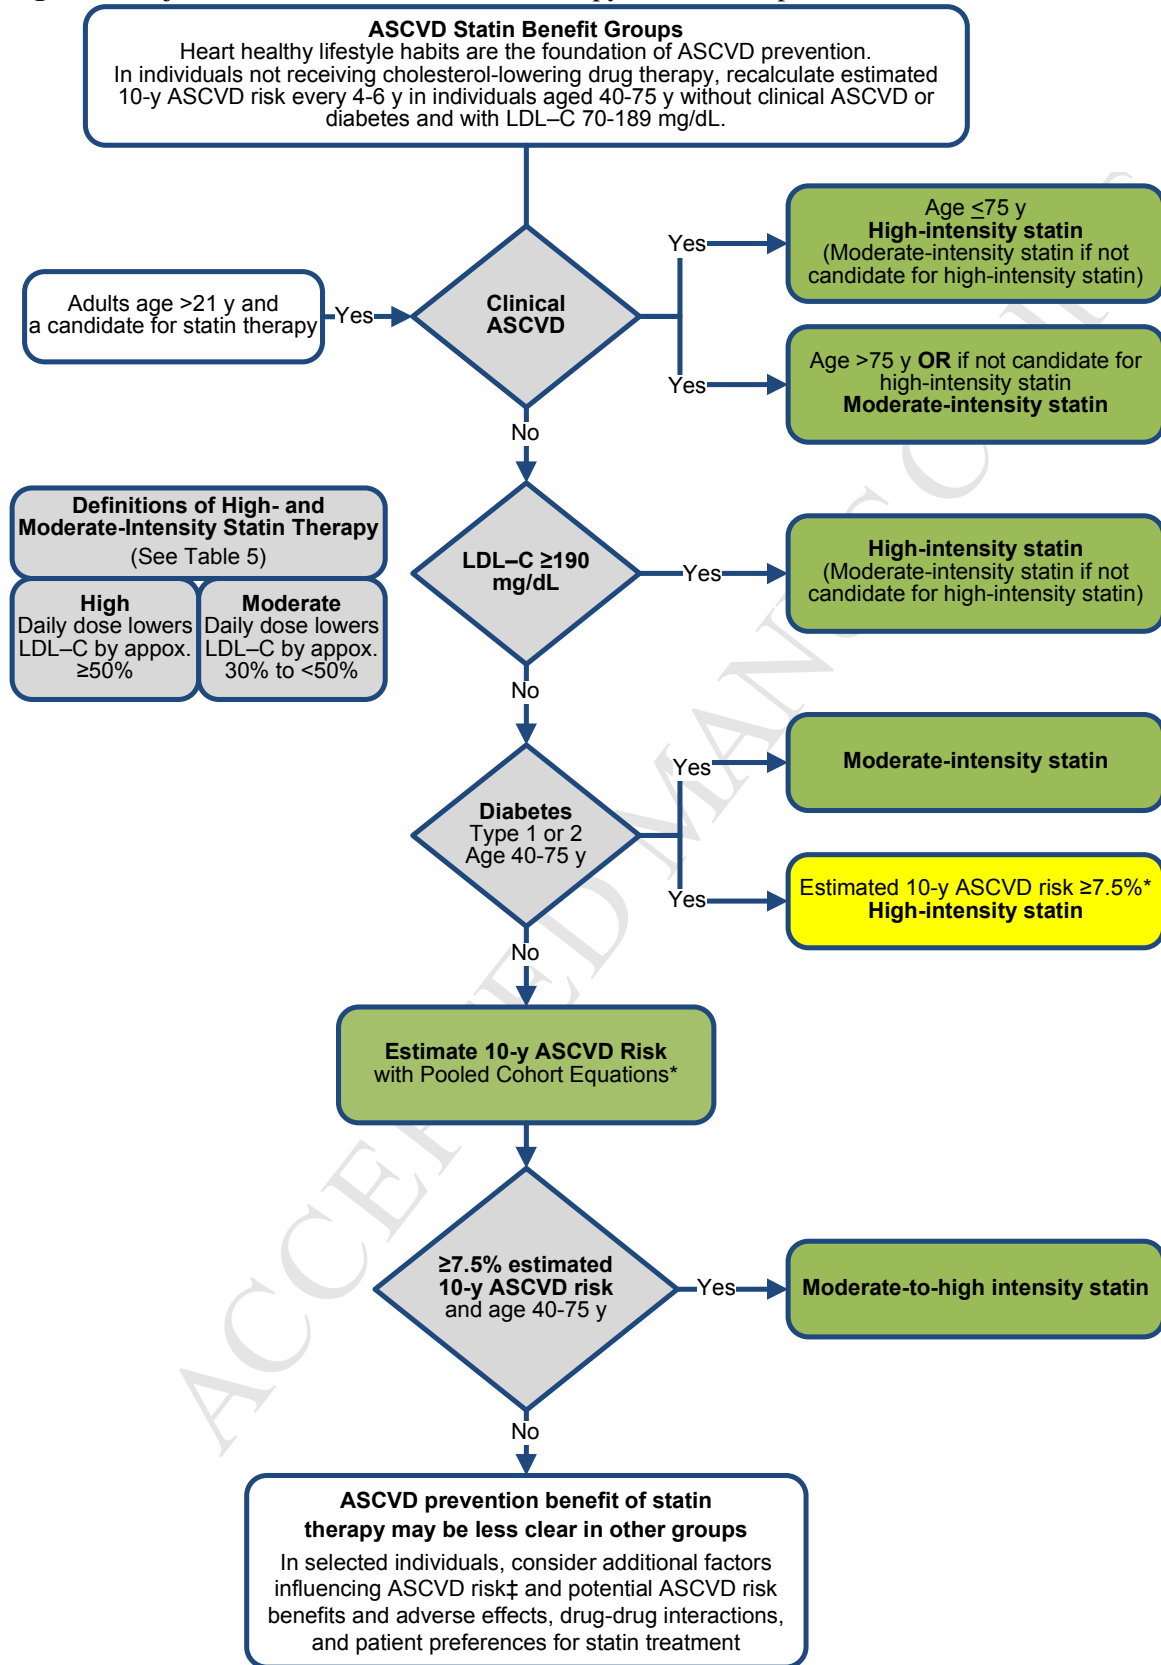 ASCVD Statin Benefit Groups
Heart healthy lifestyle habits are the foundation of ASCVD prevention.
In individuals not receiving cholesterol-lowering drug therapy, recalculate estimated
10-y ASCVD risk every 4-6 y in individuals aged 40-75 y without clinical ASCVD or
diabetes and with LDL–C 70-189 mg/dL.
Adults age >21 y and
a candidate for statin therapy
Yes
Clinical
ASCVD
Yes
Age ≤75 y
High-intensity statin
(Moderate-intensity statin if not
candidate for high-intensity statin)
Yes
Age >75 y OR if not candidate for
high-intensity statin
Moderate-intensity statin
No
Definitions of High- and
Moderate-Intensity Statin Therapy
(See Table 5)
High
Daily dose lowers
LDL–C by appox.
≥50%
Moderate
Daily dose lowers
LDL–C by appox.
30% to <50%
LDL–C ≥190
mg/dL
Yes
High-intensity statin
(Moderate-intensity statin if not
candidate for high-intensity statin)
No
Diabetes
Type 1 or 2
Age 40-75 y
Yes
Moderate-intensity statin
Yes
Estimated 10-y ASCVD risk ≥7.5%*
High-intensity statin
No
Estimate 10-y ASCVD Risk
with Pooled Cohort Equations*
≥7.5% estimated
10-y ASCVD risk
and age 40-75 y
Yes
Moderate-to-high intensity statin
No
ASCVD prevention benefit of statin
therapy may be less clear in other groups
In selected individuals, consider additional factors
influencing ASCVD risk‡ and potential ASCVD risk
benefits and adverse effects, drug-drug interactions,
and patient preferences for statin treatment